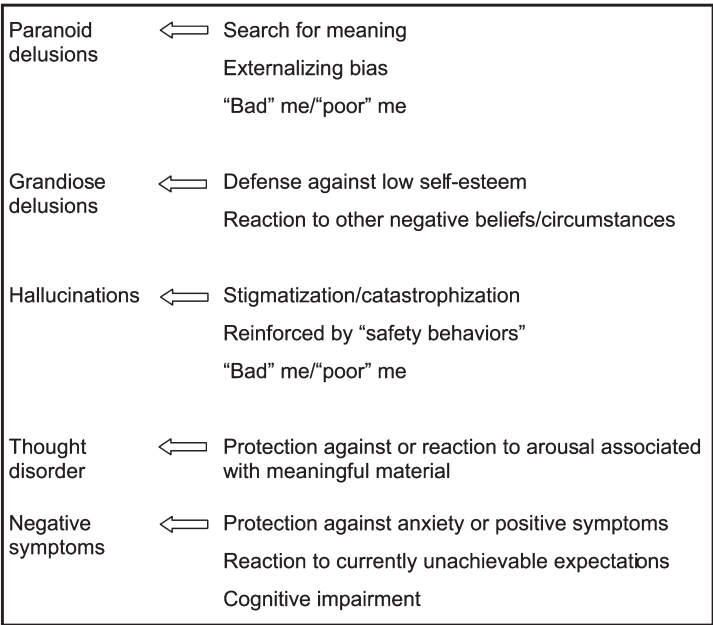 Paranoid
delusions
Search for meaning
Externalizing bias
“Bad” me/“poor” me
Grandiose
delusions
Defense against low self-esteem
Reaction to other negative beliefs/circumstances
Hallucinations
Stigmatization/catastrophization
Reinforced by “safety behaviors”
“Bad” me/“poor” me
Thought
disorder
Protection against or reaction to arousal associated
with meaningful material
Negative
symptoms
Protection against anxiety or positive symptoms
Reaction to currently unachievable expectations
Cognitive impairment